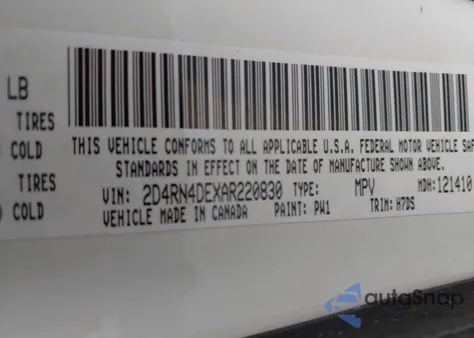 LB
TIRES
COLD
THIS VEHICLE CONFORMS TO ALL APPLICABLE U.S.A. FEDERAL MOTOR VEHICLE SAF
STANDARDS IN EFFECT ON THE DATE OF MANUFACTURE SHOWN ABOVE.
TIRES
VIN: 2D4RN4DEXAR220830 TYPE: MPV MDH: 121410
COLD
VEHICLE MADE IN CANADA PAINT: PW1 TRIM: H7DS
autoSnap